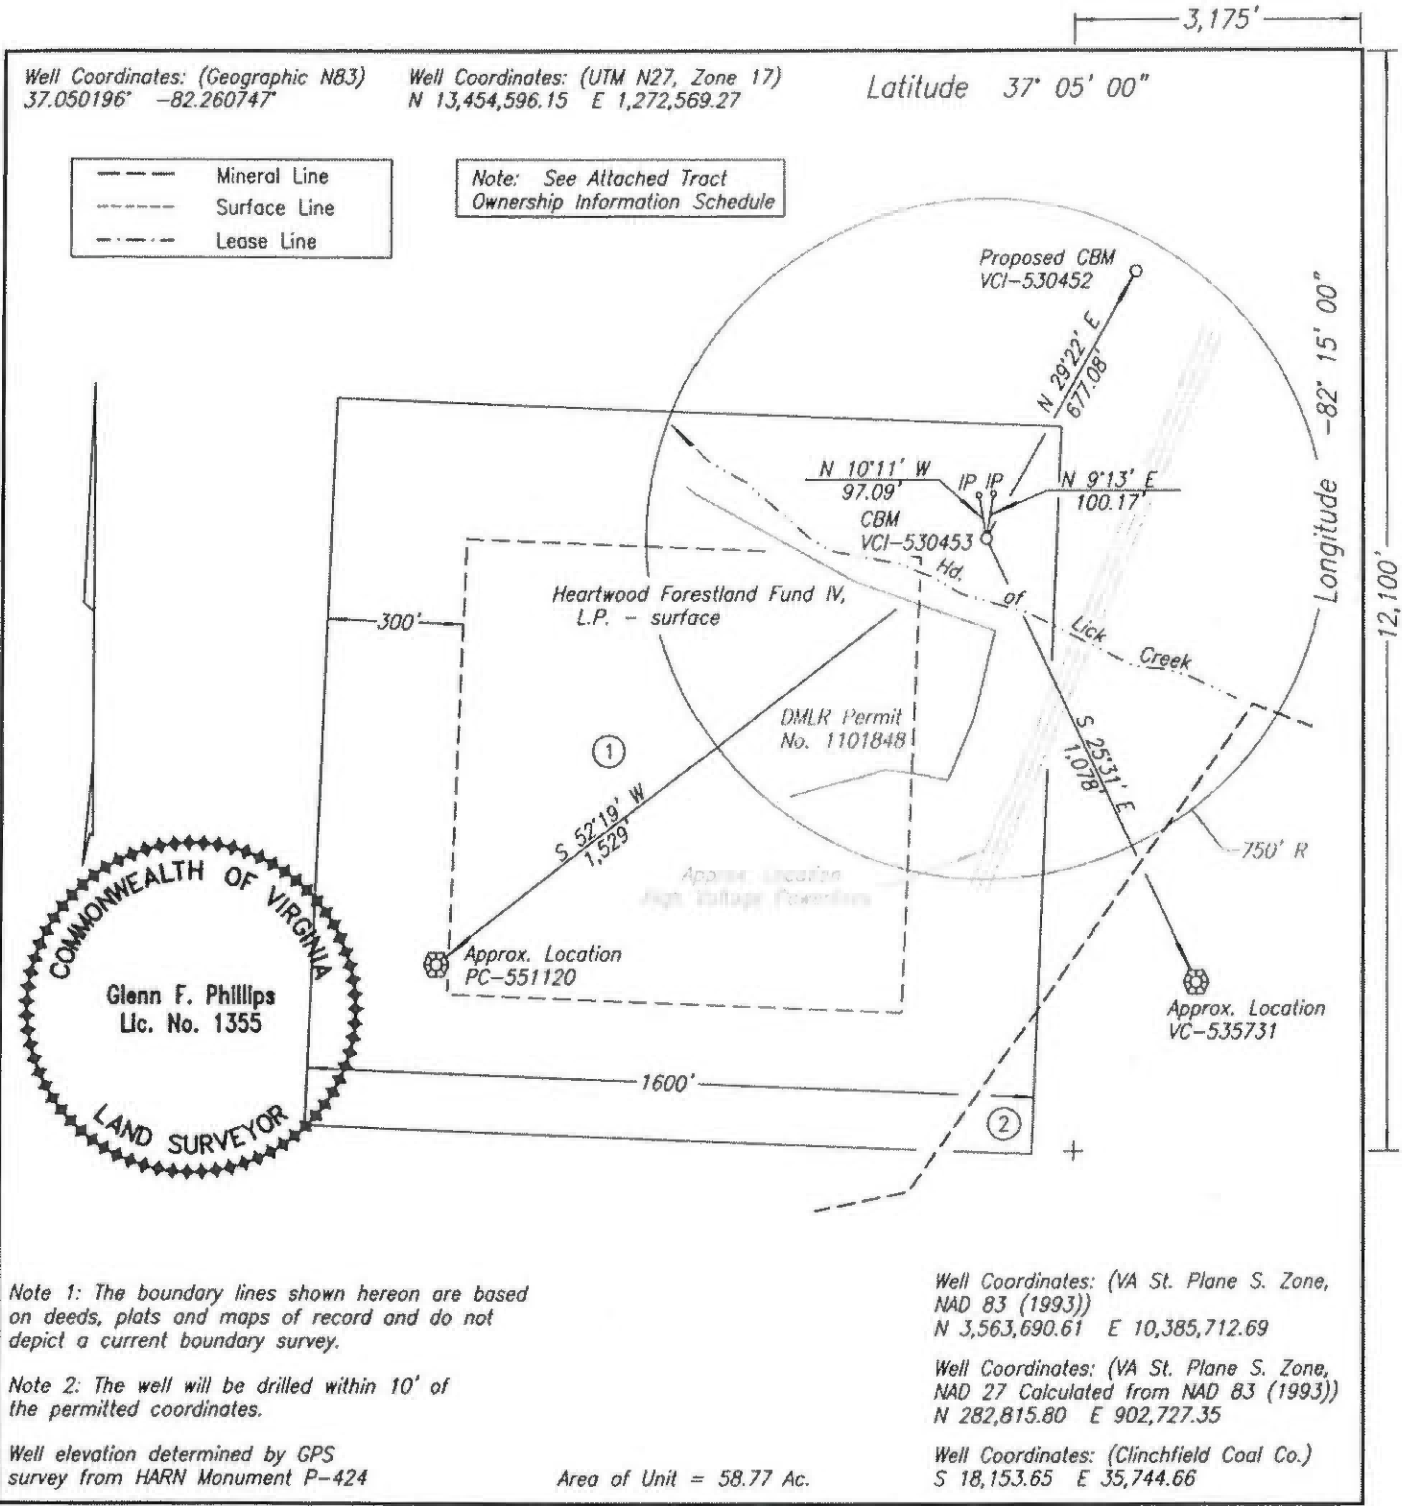 3,175'
Well Coordinates: (Geographic N83)
37.050196° -82.260747°
Well Coordinates: (UTM N27, Zone 17)
N 13,454,596.15 E 1,272,569.27
Latitude 37° 05' 00"
Mineral Line
Surface Line
Lease Line
Note: See Attached Tract
Ownership Information Schedule
Proposed CBM
VCI-530452
Longitude -82° 15' 00"
12,100'
N 29°22' E
677.08'
N 10°11' W
97.09'
IP IP
N 9°13' E
100.17'
CBM
VCI-530453
Hd. of Lick Creek
Heartwood Forestland Fund IV,
L.P. - surface
300'
DMLR Permit
No. 1101848
1
S 52°19' W
1,529'
S 25°31' E
1,078'
750' R
Approx. Location
High Voltage Powerlines
Approx. Location
PC-551120
Approx. Location
VC-535731
COMMONWEALTH OF VIRGINIA
Glenn F. Phillips
Lic. No. 1355
LAND SURVEYOR
1600'
2
Note 1: The boundary lines shown hereon are based
on deeds, plats and maps of record and do not
depict a current boundary survey.
Note 2: The well will be drilled within 10' of
the permitted coordinates.
Well elevation determined by GPS
survey from HARN Monument P-424
Area of Unit = 58.77 Ac.
Well Coordinates: (VA St. Plane S. Zone,
NAD 83 (1993))
N 3,563,690.61 E 10,385,712.69
Well Coordinates: (VA St. Plane S. Zone,
NAD 27 Calculated from NAD 83 (1993))
N 282,815.80 E 902,727.35
Well Coordinates: (Clinchfield Coal Co.)
S 18,153.65 E 35,744.66